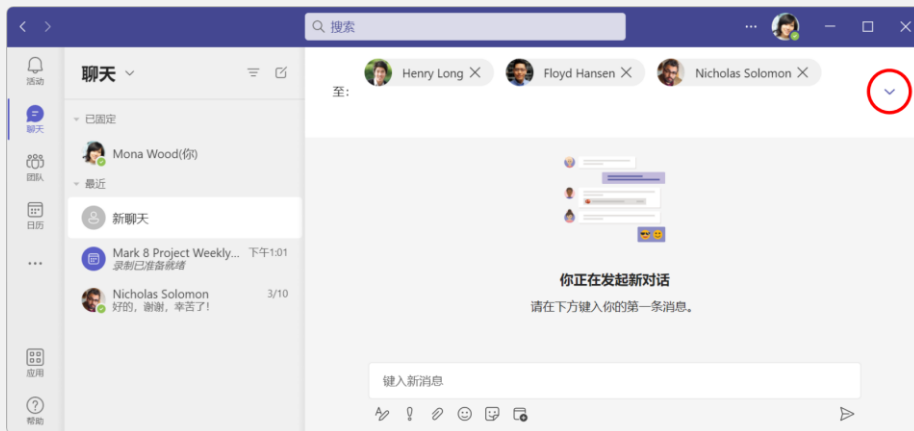 搜索
活动
聊天
团队
日历
应用
帮助
聊天
已固定
Mona Wood(你)
最近
新聊天
Mark 8 Project Weekly... 下午1:01
录制已准备就绪
Nicholas Solomon 3/10
好的，谢谢，幸苦了!
至:
Henry Long
Floyd Hansen
Nicholas Solomon
你正在发起新对话
请在下方键入你的第一条消息。
键入新消息